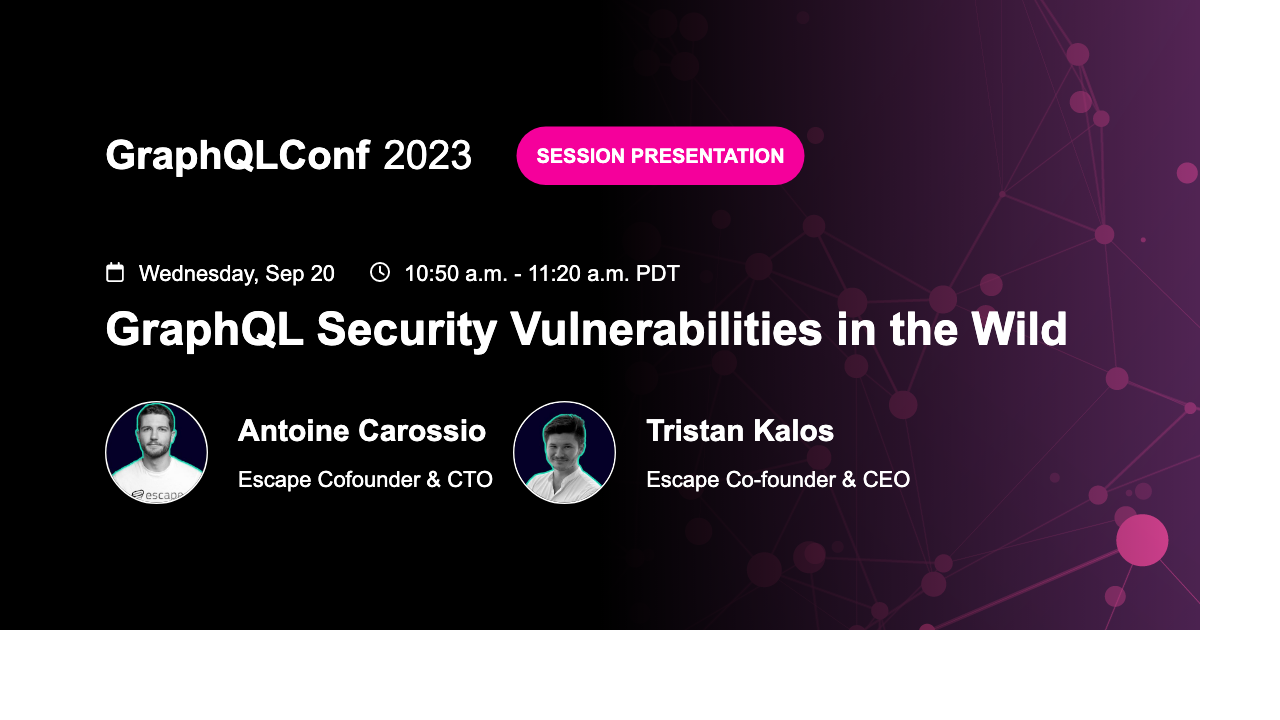 GraphQLConf 2023
SESSION PRESENTATION
Wednesday, Sep 20
10:50 a.m. - 11:20 a.m. PDT
GraphQL Security Vulnerabilities in the Wild
Antoine Carossio
Escape Cofounder & CTO
escape
Tristan Kalos
Escape Co-founder & CEO